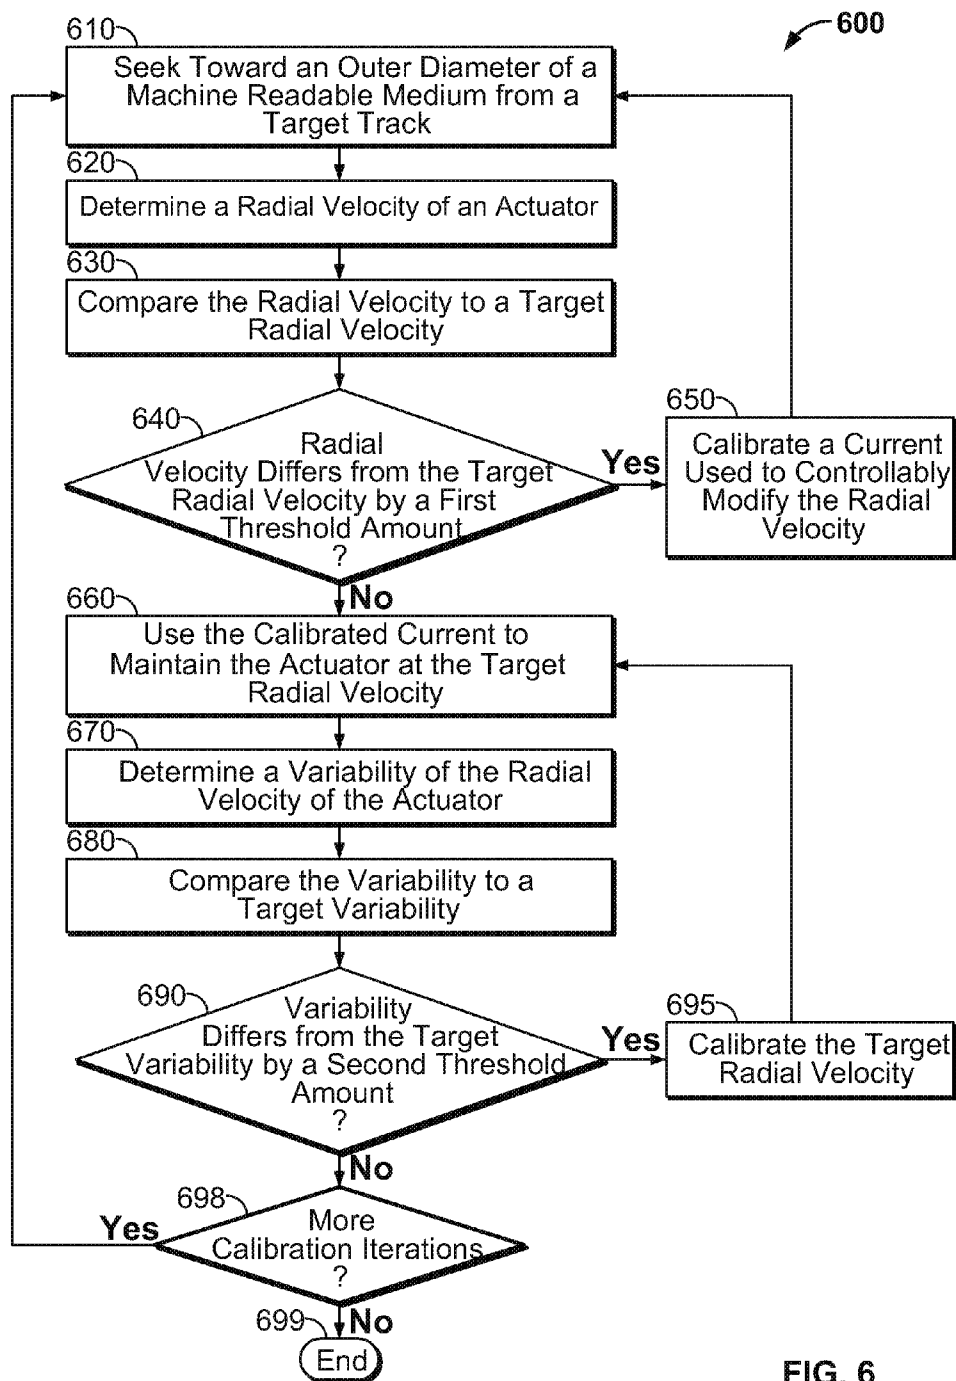 600
610
Seek Toward an Outer Diameter of a
Machine Readable Medium from a
Target Track
620
Determine a Radial Velocity of an Actuator
630
Compare the Radial Velocity to a Target
Radial Velocity
640
Radial
Velocity Differs from the Target
Radial Velocity by a First
Threshold Amount
?
Yes
650
Calibrate a Current
Used to Controllably
Modify the Radial
Velocity
No
660
Use the Calibrated Current to
Maintain the Actuator at the Target
Radial Velocity
670
Determine a Variability of the Radial
Velocity of the Actuator
680
Compare the Variability to a
Target Variability
690
Variability
Differs from the Target
Variability by a Second Threshold
Amount
?
Yes
695
Calibrate the Target
Radial Velocity
No
698
More
Calibration Iterations
?
Yes
No
699
End
FIG. 6